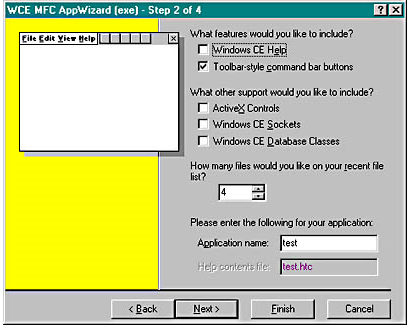 WCE MFC AppWizard (exe) - Step 2 of 4
File Edit View Help
What features would you like to include?
Windows CE Help
Toolbar-style command bar buttons
What other support would you like to include?
ActiveX Controls
Windows CE Sockets
Windows CE Database Classes
How many files would you like on your recent file
list?
4
Please enter the following for your application:
Application name: test
Help contents file: test.htc
< Back Next > Finish Cancel